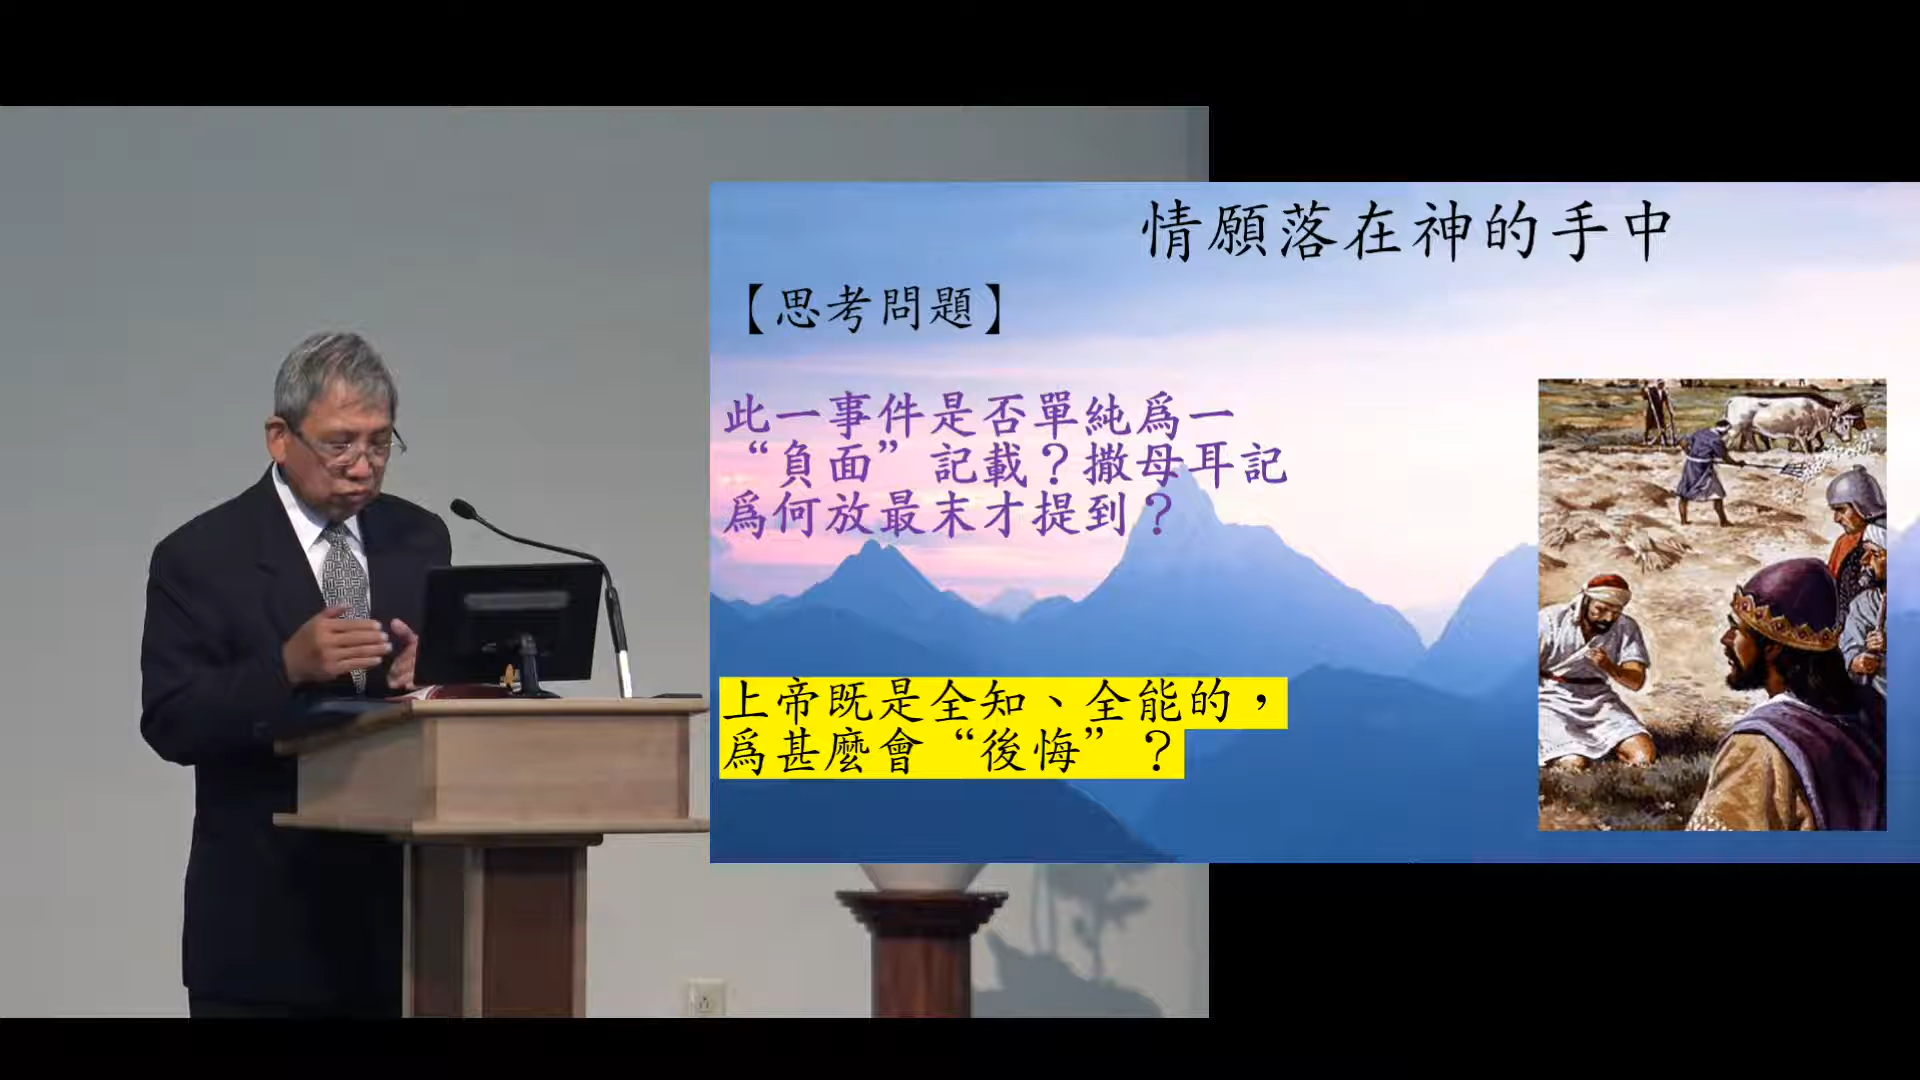 情願落在神的手中
【思考問題】
此一事件是否單純爲一
“負面”記載？撒母耳記
爲何放最末才提到？
上帝既是全知、全能的，
爲甚麼會“後悔”？